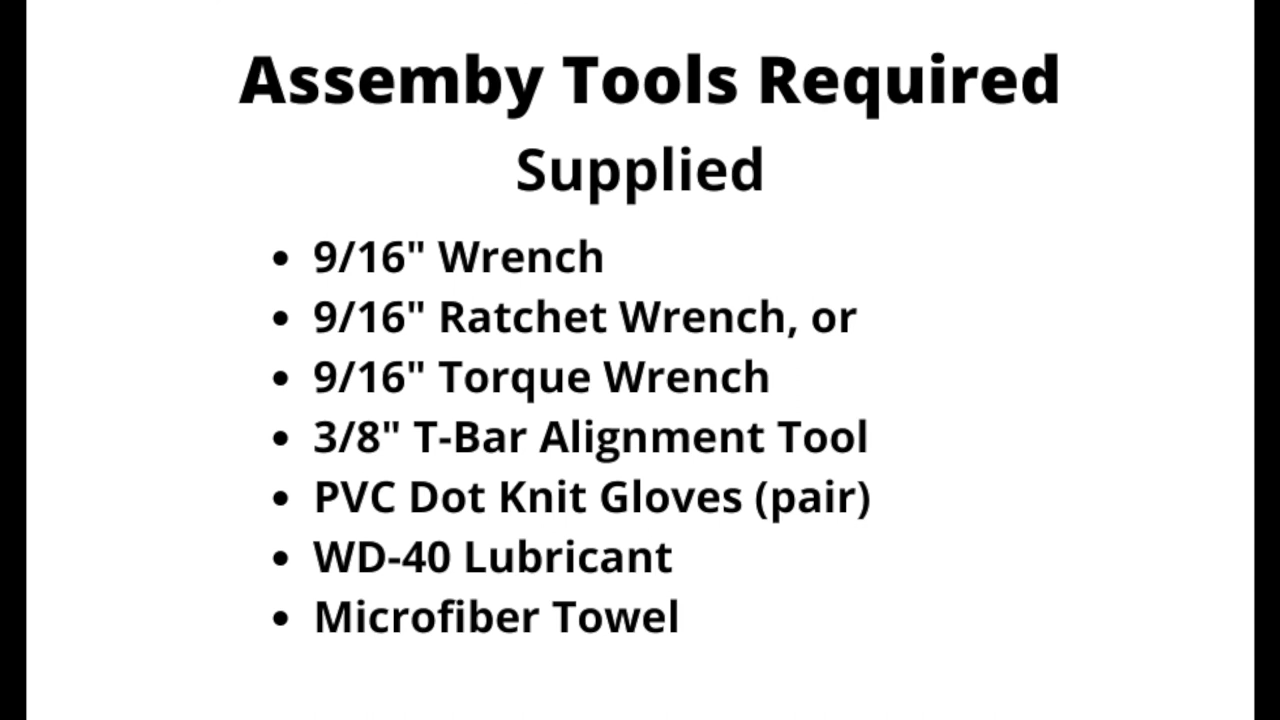 Assemby Tools Required
Supplied
• 9/16" Wrench
• 9/16" Ratchet Wrench, or
• 9/16" Torque Wrench
• 3/8" T-Bar Alignment Tool
• PVC Dot Knit Gloves (pair)
• WD-40 Lubricant
• Microfiber Towel